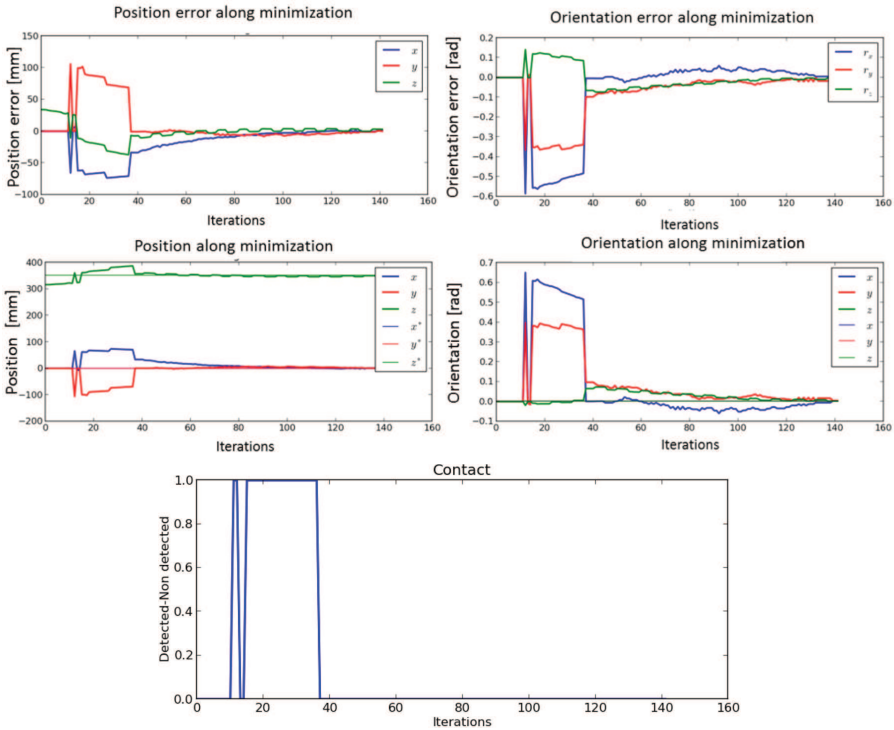 Position error along minimization
Position error [mm]
150
100
50
0
−50
−100
0 20 40 60 80 100 120 140 160
Iterations
x
y
z
Orientation error along minimization
Orientation error [rad]
0.2
0.1
0.0
−0.1
−0.2
−0.3
−0.4
−0.5
−0.6
0 20 40 60 80 100 120 140 160
Iterations
r_x
r_y
r_z
Position along minimization
Position [mm]
400
300
200
100
0
−100
−200
0 20 40 60 80 100 120 140 160
Iterations
x
y
z
x*
y*
z*
Orientation along minimization
Orientation [rad]
0.7
0.6
0.5
0.4
0.3
0.2
0.1
0.0
−0.1
0 20 40 60 80 100 120 140 160
Iterations
x
y
z
x
y
z
Contact
Detected-Non detected
1.0
0.8
0.6
0.4
0.2
0.0
0 20 40 60 80 100 120 140 160
Iterations